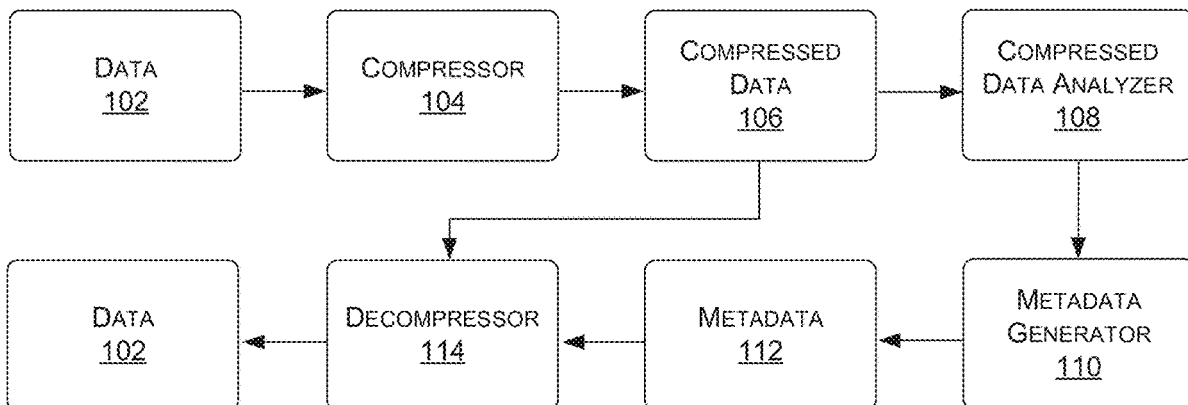 DATA
102
COMPRESSOR
104
COMPRESSED
DATA
106
COMPRESSED
DATA ANALYZER
108
DATA
102
DECOMPRESSOR
114
METADATA
112
METADATA
GENERATOR
110